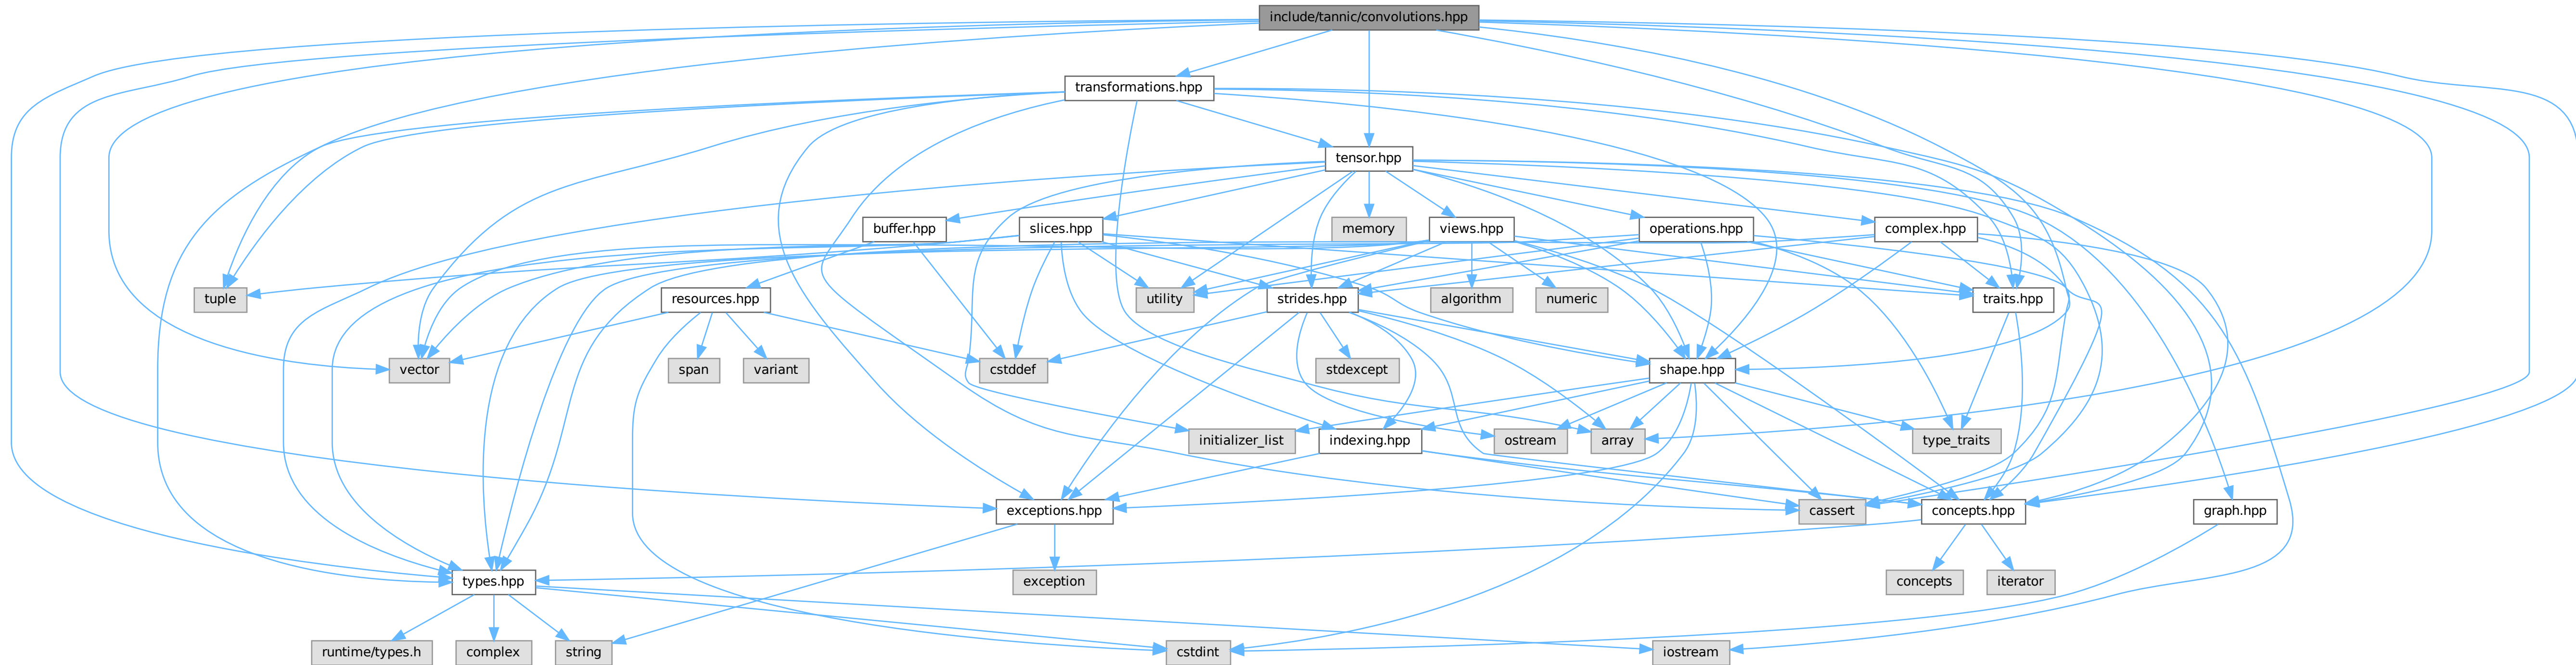 include/tannic/convolutions.hpp
transformations.hpp
tensor.hpp
buffer.hpp
slices.hpp
memory
views.hpp
operations.hpp
complex.hpp
tuple
resources.hpp
utility
strides.hpp
algorithm
numeric
traits.hpp
vector
span
variant
cstddef
stdexcept
shape.hpp
initializer_list
indexing.hpp
ostream
array
type_traits
exceptions.hpp
cassert
concepts.hpp
graph.hpp
types.hpp
exception
concepts
iterator
runtime/types.h
complex
string
cstdint
iostream